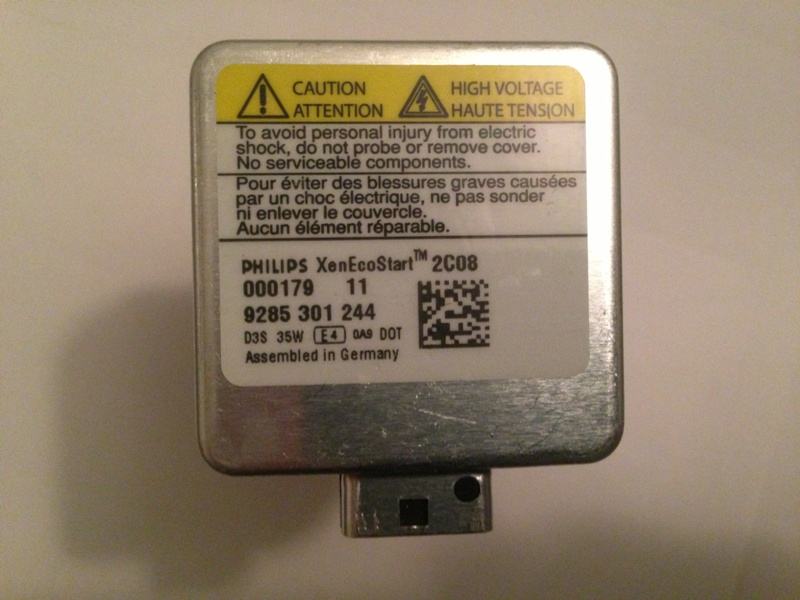 CAUTION
ATTENTION
HIGH VOLTAGE
HAUTE TENSION
To avoid personal injury from electric
shock, do not probe or remove cover.
No serviceable components.
Pour éviter des blessures graves causées
par un choc électrique, ne pas sonder
ni enlever le couvercle.
Aucun élément réparable.
PHILIPS XenEcoStart™ 2C08
000179 11
9285 301 244
D3S 35W E4 0A9 DOT
Assembled in Germany